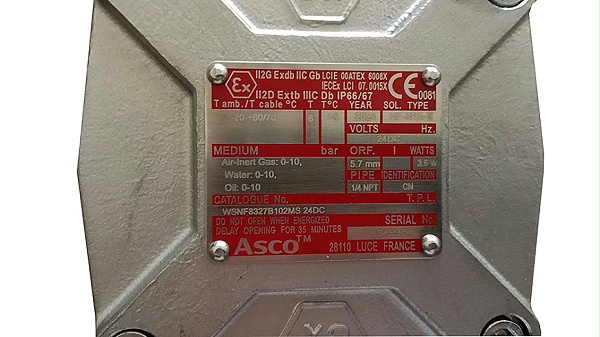 Ex II2G Exdb IIC Gb LCIE 00ATEX 6008X
IECEx LCI 07.0015X
CE 0081
II2D Extb IIIC Db IP66/67
T amb./T cable °C T T°C YEAR SOL. TYPE
6
VOLTS Hz.
24DC
MEDIUM bar ORF. I WATTS
Air-Inert Gas: 0-10, 5.7 mm 3.6W
Water: 0-10, PIPE IDENTIFICATION
Oil: 0-10 1/4 NPT CN
CATALOGUE No. T.P.L.
WSNF8327B102MS 24DC
DO NOT OPEN WHEN ENERGIZED SERIAL No
DELAY OPENING FOR 35 MINUTES
ASCO™ 28110 LUCE FRANCE